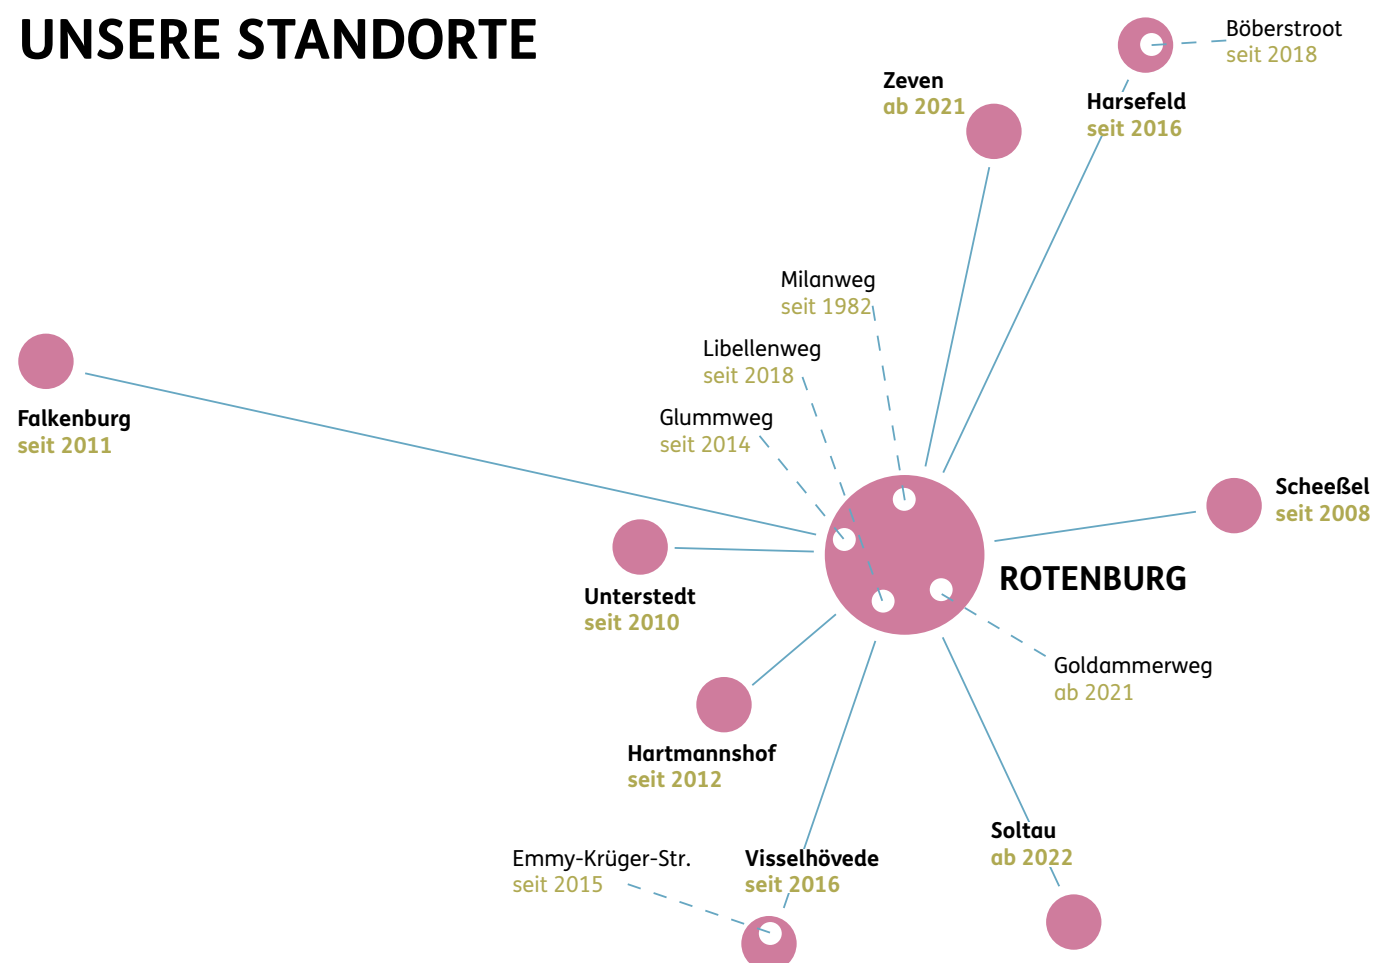 UNSERE STANDORTE
Böberstroot
seit 2018
Zeven
ab 2021
Harsefeld
seit 2016
Milanweg
seit 1982
Libellenweg
seit 2018
Glummweg
seit 2014
Falkenburg
seit 2011
Scheeßel
seit 2008
ROTENBURG
Unterstedt
seit 2010
Goldammerweg
ab 2021
Hartmannshof
seit 2012
Soltau
ab 2022
Emmy-Krüger-Str.
seit 2015
Visselhövede
seit 2016